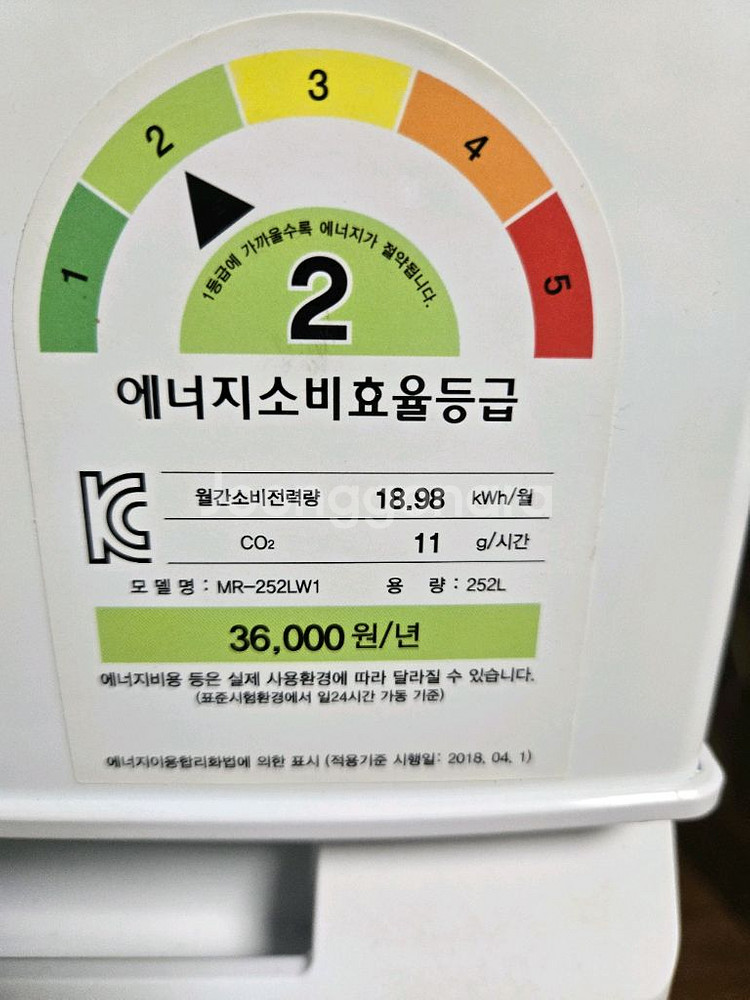 1
2
3
4
5
1등급에 가까울수록 에너지가 절약됩니다.
2
에너지소비효율등급
월간소비전력량 18.98 kWh/월
CO₂ 11 g/시간
모델명 : MR-252LW1 용 량 : 252L
36,000 원/년
에너지비용 등은 실제 사용환경에 따라 달라질 수 있습니다.
(표준시험환경에서 일24시간 가동 기준)
에너지이용합리화법에 의한 표시 (적용기준 시행일: 2018. 04. 1)